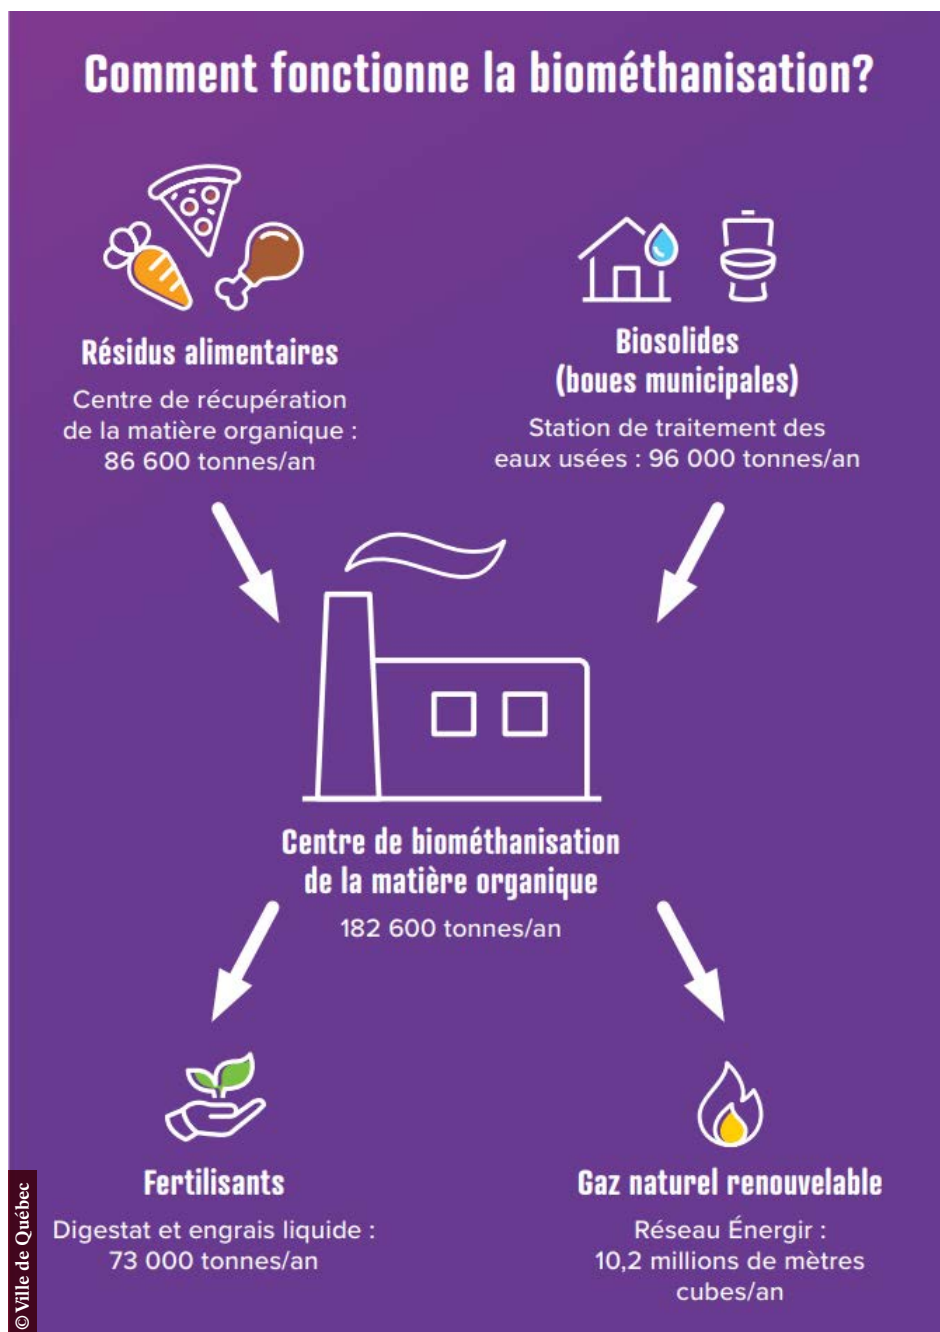 Comment fonctionne la biométhanisation?
Résidus alimentaires
Centre de récupération
de la matière organique :
86 600 tonnes/an
Biosolides
(boues municipales)
Station de traitement des
eaux usées : 96 000 tonnes/an
Centre de biométhanisation
de la matière organique
182 600 tonnes/an
Fertilisants
Digestat et engrais liquide :
73 000 tonnes/an
Gaz naturel renouvelable
Réseau Énergir :
10,2 millions de mètres
cubes/an
© Ville de Québec